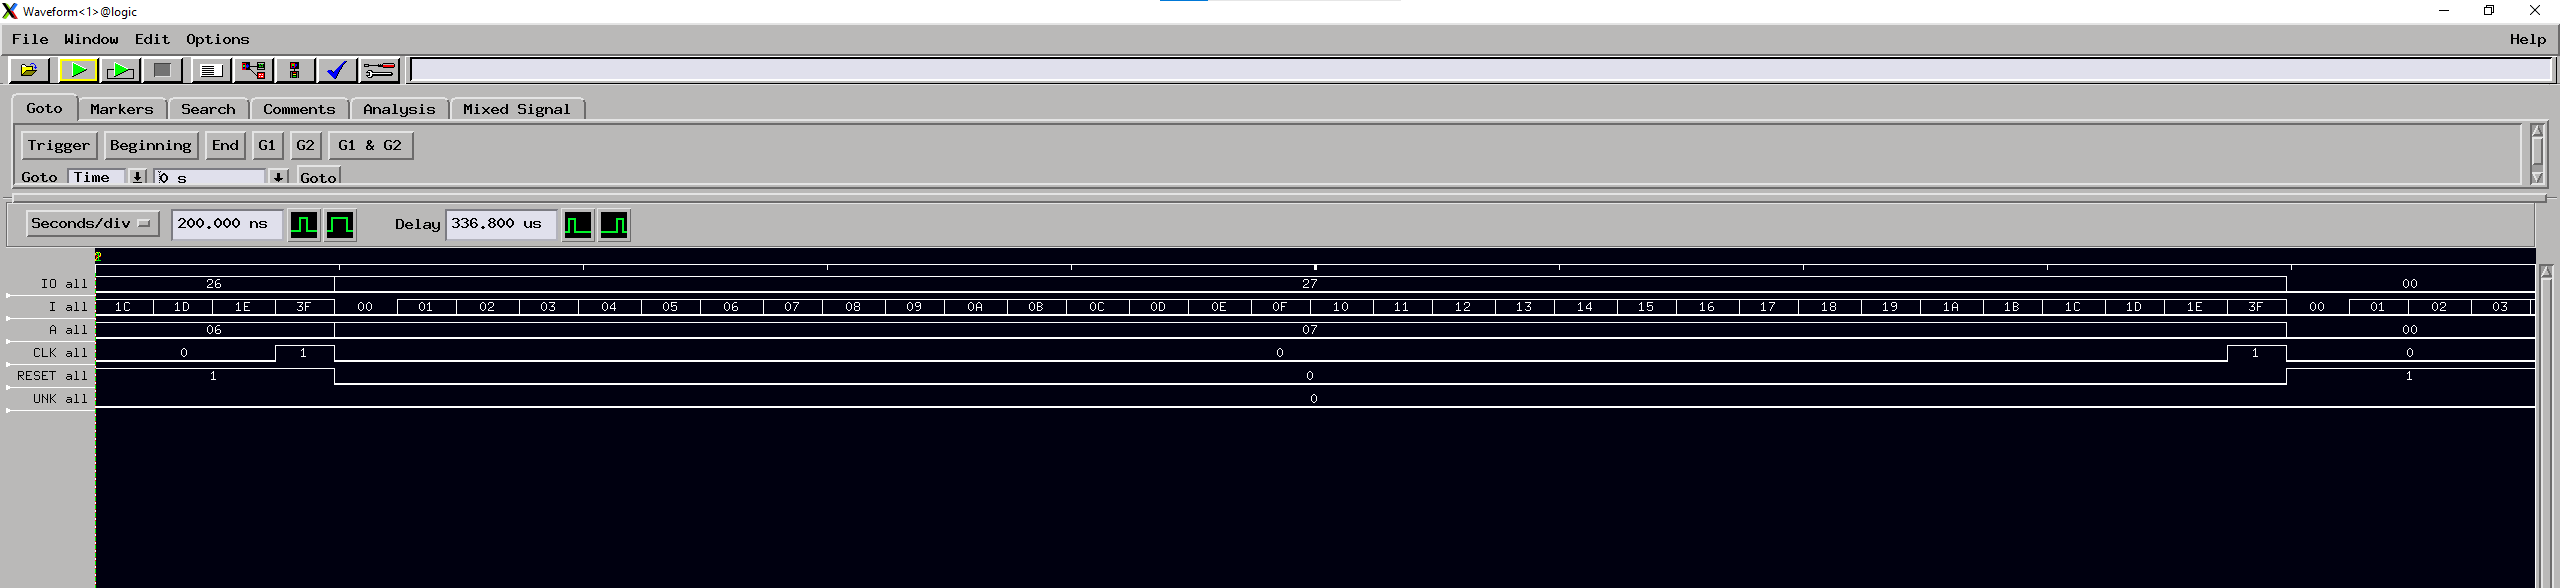 Waveform<1>@logic
File Window Edit Options Help
Goto Markers Search Comments Analysis Mixed Signal
Trigger Beginning End G1 G2 G1 & G2
Goto Time 0 s Goto
Seconds/div 200.000 ns Delay 336.800 us
2
IO all 26 27 00
I all 1C 1D 1E 3F 00 01 02 03 04 05 06 07 08 09 0A 0B 0C 0D 0E 0F 10 11 12 13 14 15 16 17 18 19 1A 1B 1C 1D 1E 3F 00 01 02 03
A all 06 07 00
CLK all 0 1 0 1 0
RESET all 1 0 1
UNK all 0